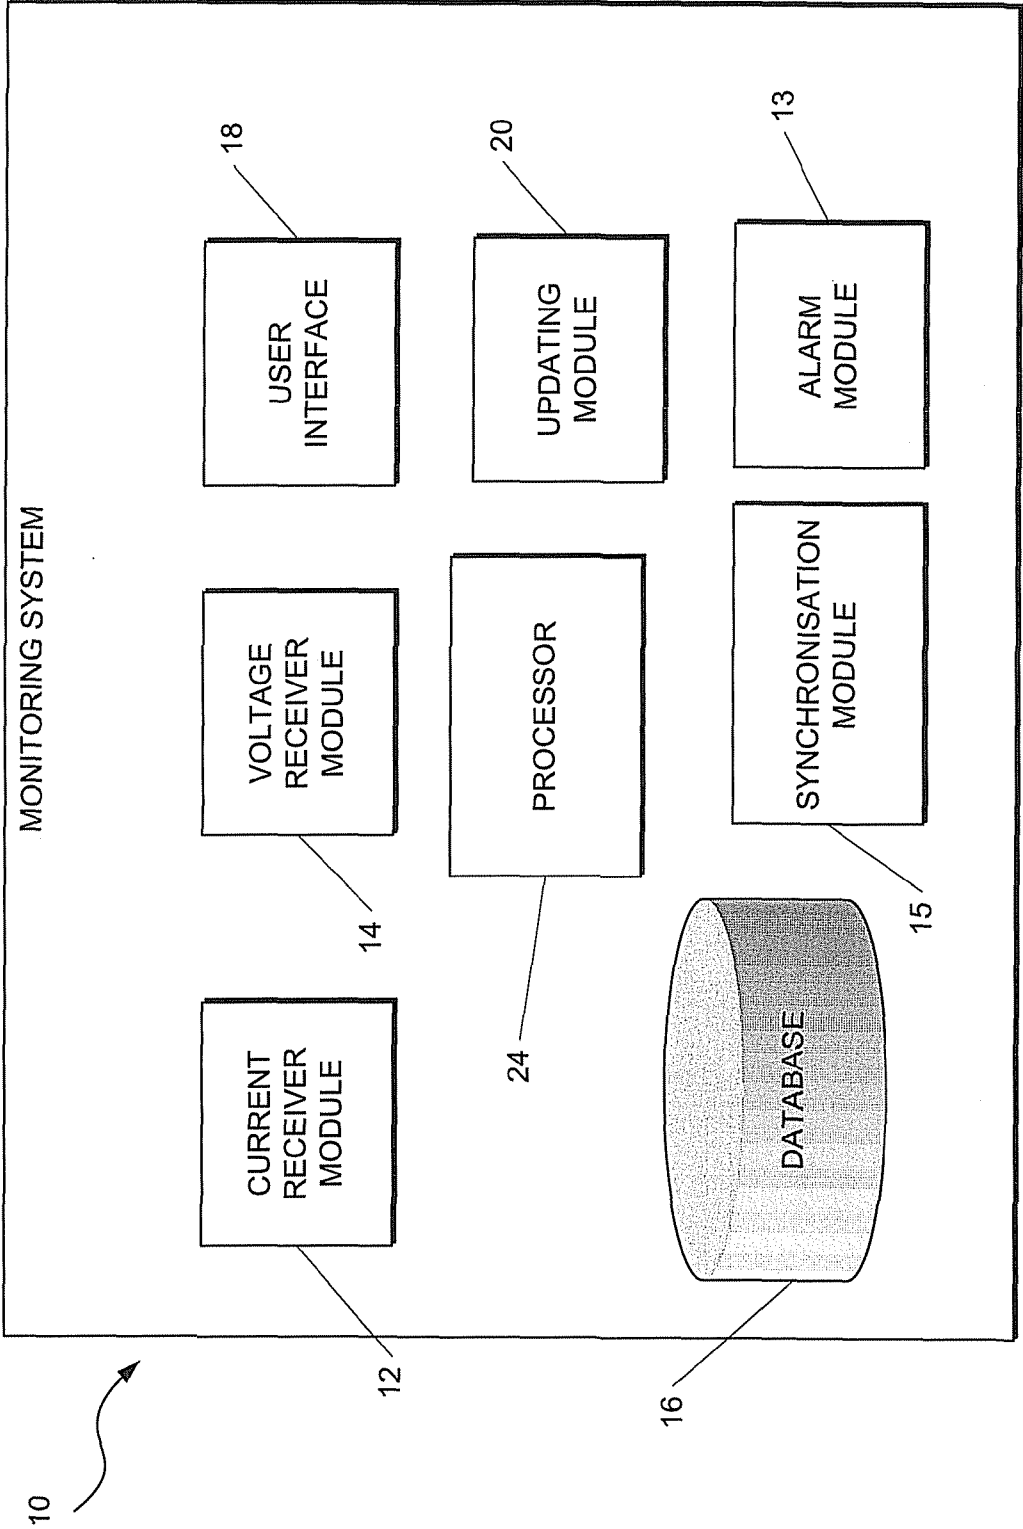 10
MONITORING SYSTEM
12
CURRENT
RECEIVER
MODULE
14
VOLTAGE
RECEIVER
MODULE
18
USER
INTERFACE
24
PROCESSOR
20
UPDATING
MODULE
16
DATABASE
15
SYNCHRONISATION
MODULE
13
ALARM
MODULE